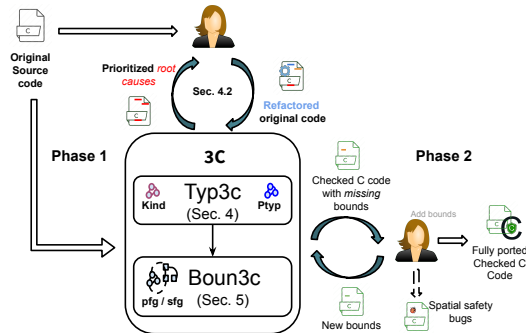 Original
Source
code
Prioritized root
causes
Sec. 4.2
Refactored
original code
Phase 1
3C
Phase 2
Typ3c
Kind
(Sec. 4)
Ptyp
Boun3c
pfg / sfg
(Sec. 5)
Checked C code
with missing
bounds
Add bounds
New bounds
Fully ported
Checked C
Code
Spatial safety
bugs